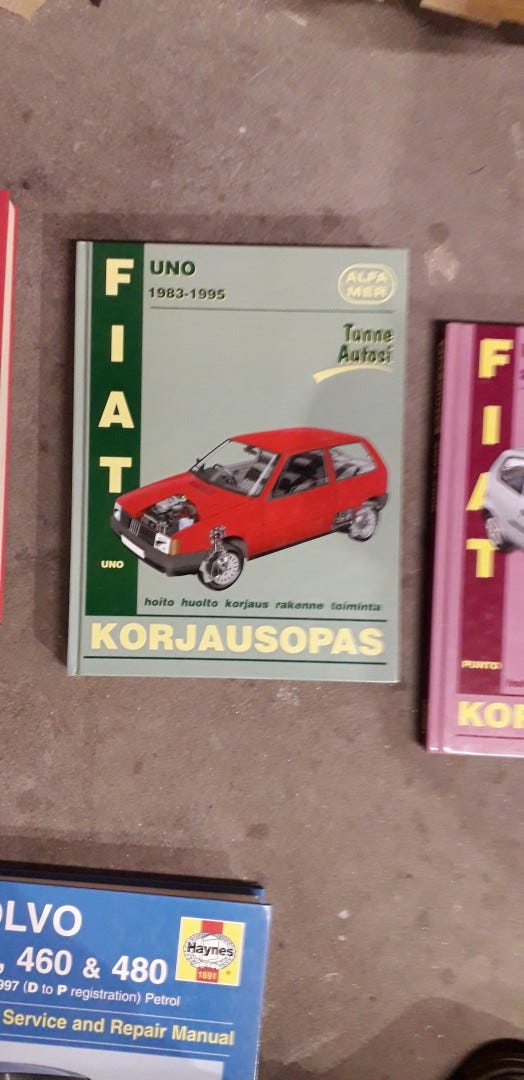 FIAT
UNO
1983-1995
ALFA
MER
Tunne
Autosi
UNO
hoito huolto korjaus rakenne toiminta
KORJAUSOPAS
FIAT
PUNTO
KOR
OLVO
, 460 & 480
997 (D to P registration) Petrol
Haynes
1691
Service and Repair Manual